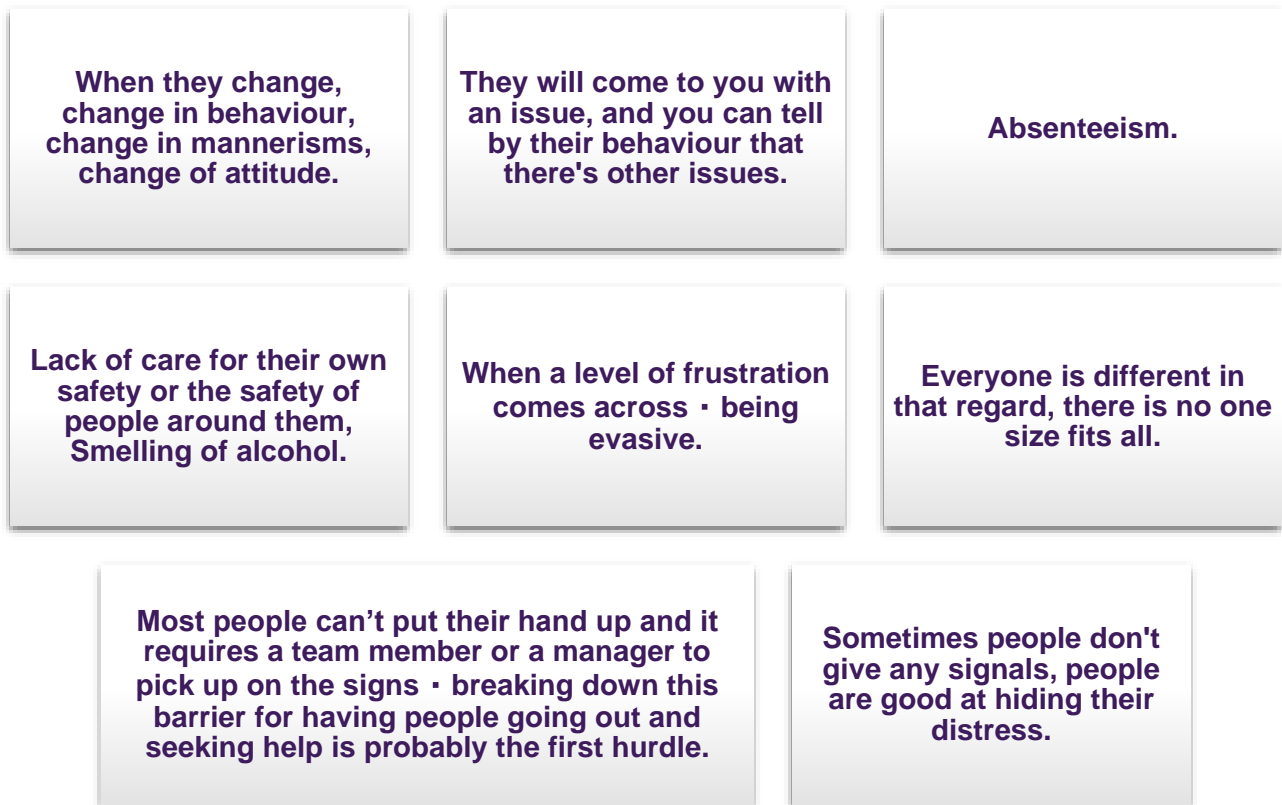 When they change,
change in behaviour,
change in mannerisms,
change of attitude.
They will come to you with
an issue, and you can tell
by their behaviour that
there's other issues.
Absenteeism.
Lack of care for their own
safety or the safety of
people around them,
Smelling of alcohol.
When a level of frustration
comes across · being
evasive.
Everyone is different in
that regard, there is no one
size fits all.
Most people can’t put their hand up and it
requires a team member or a manager to
pick up on the signs · breaking down this
barrier for having people going out and
seeking help is probably the first hurdle.
Sometimes people don't
give any signals, people
are good at hiding their
distress.